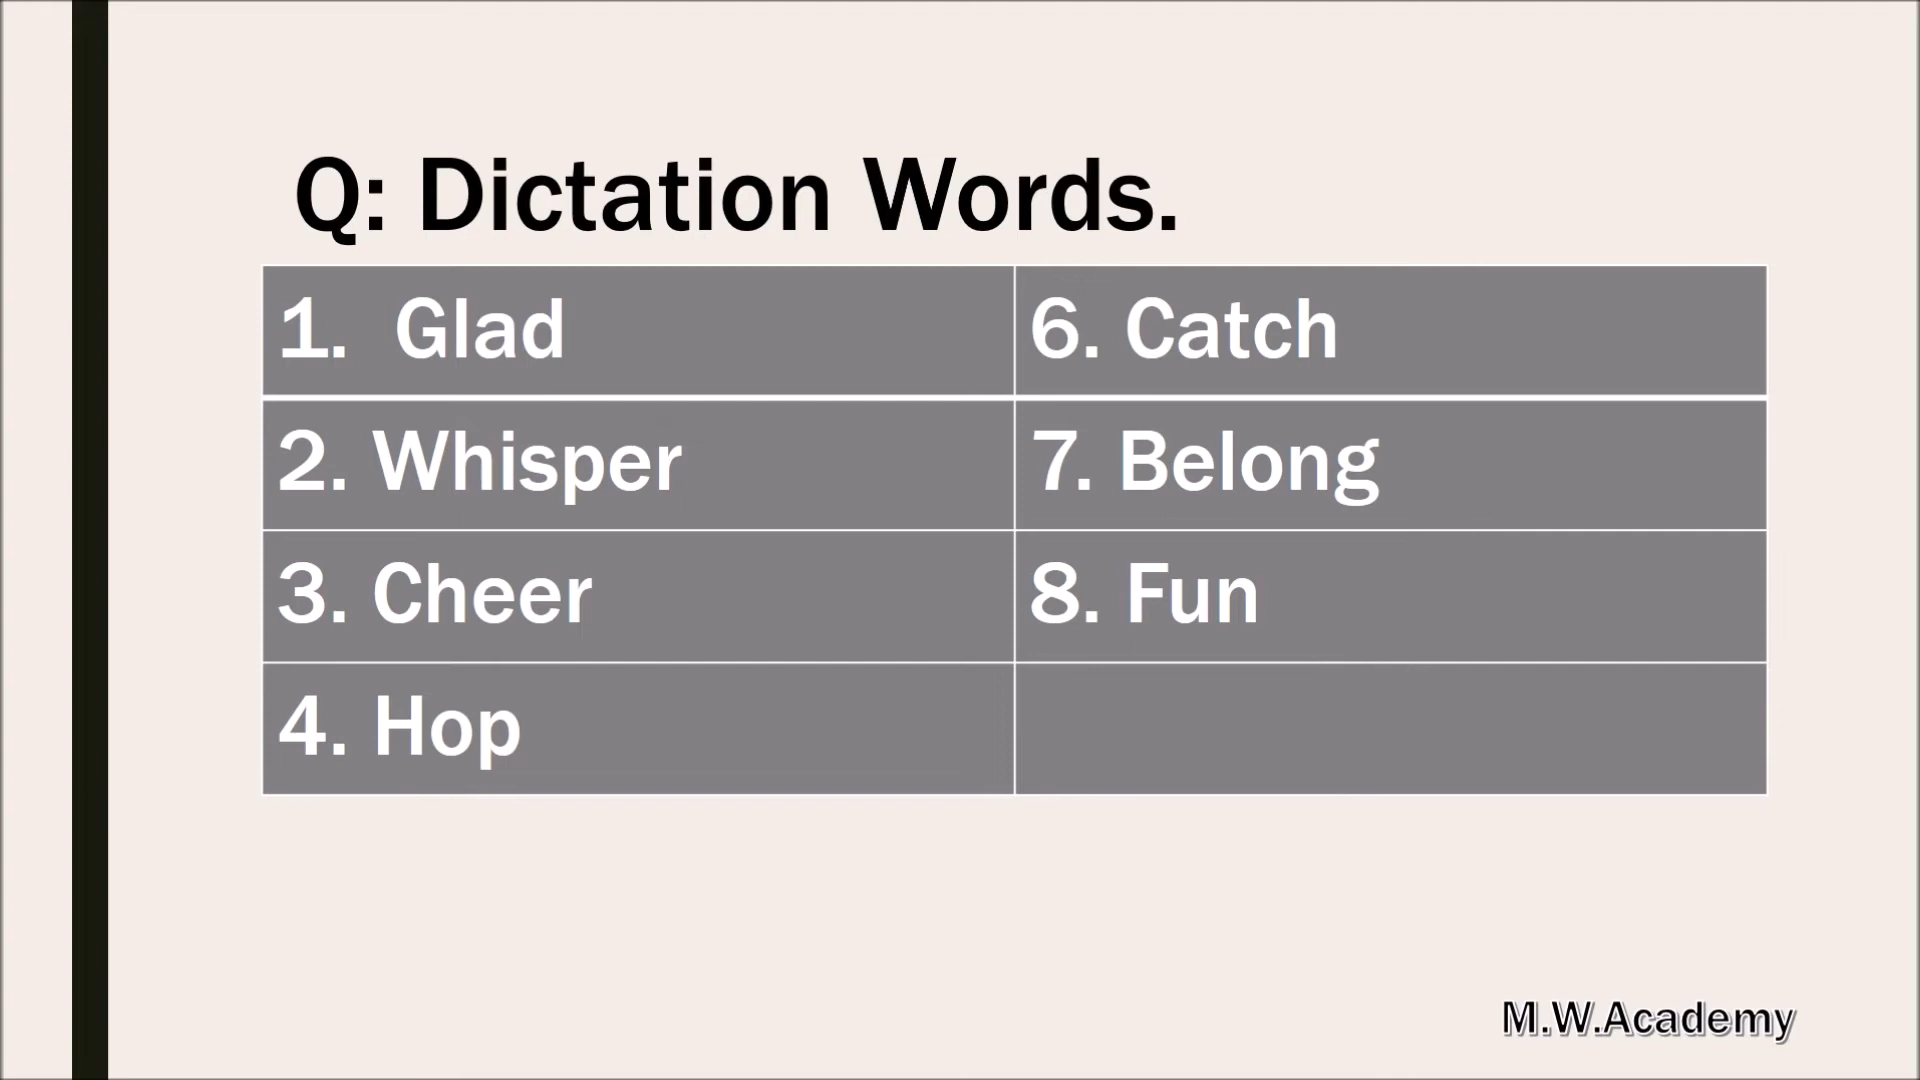 Q: Dictation Words.
1. Glad
6. Catch
2. Whisper
7. Belong
3. Cheer
8. Fun
4. Hop
M.W.Academy